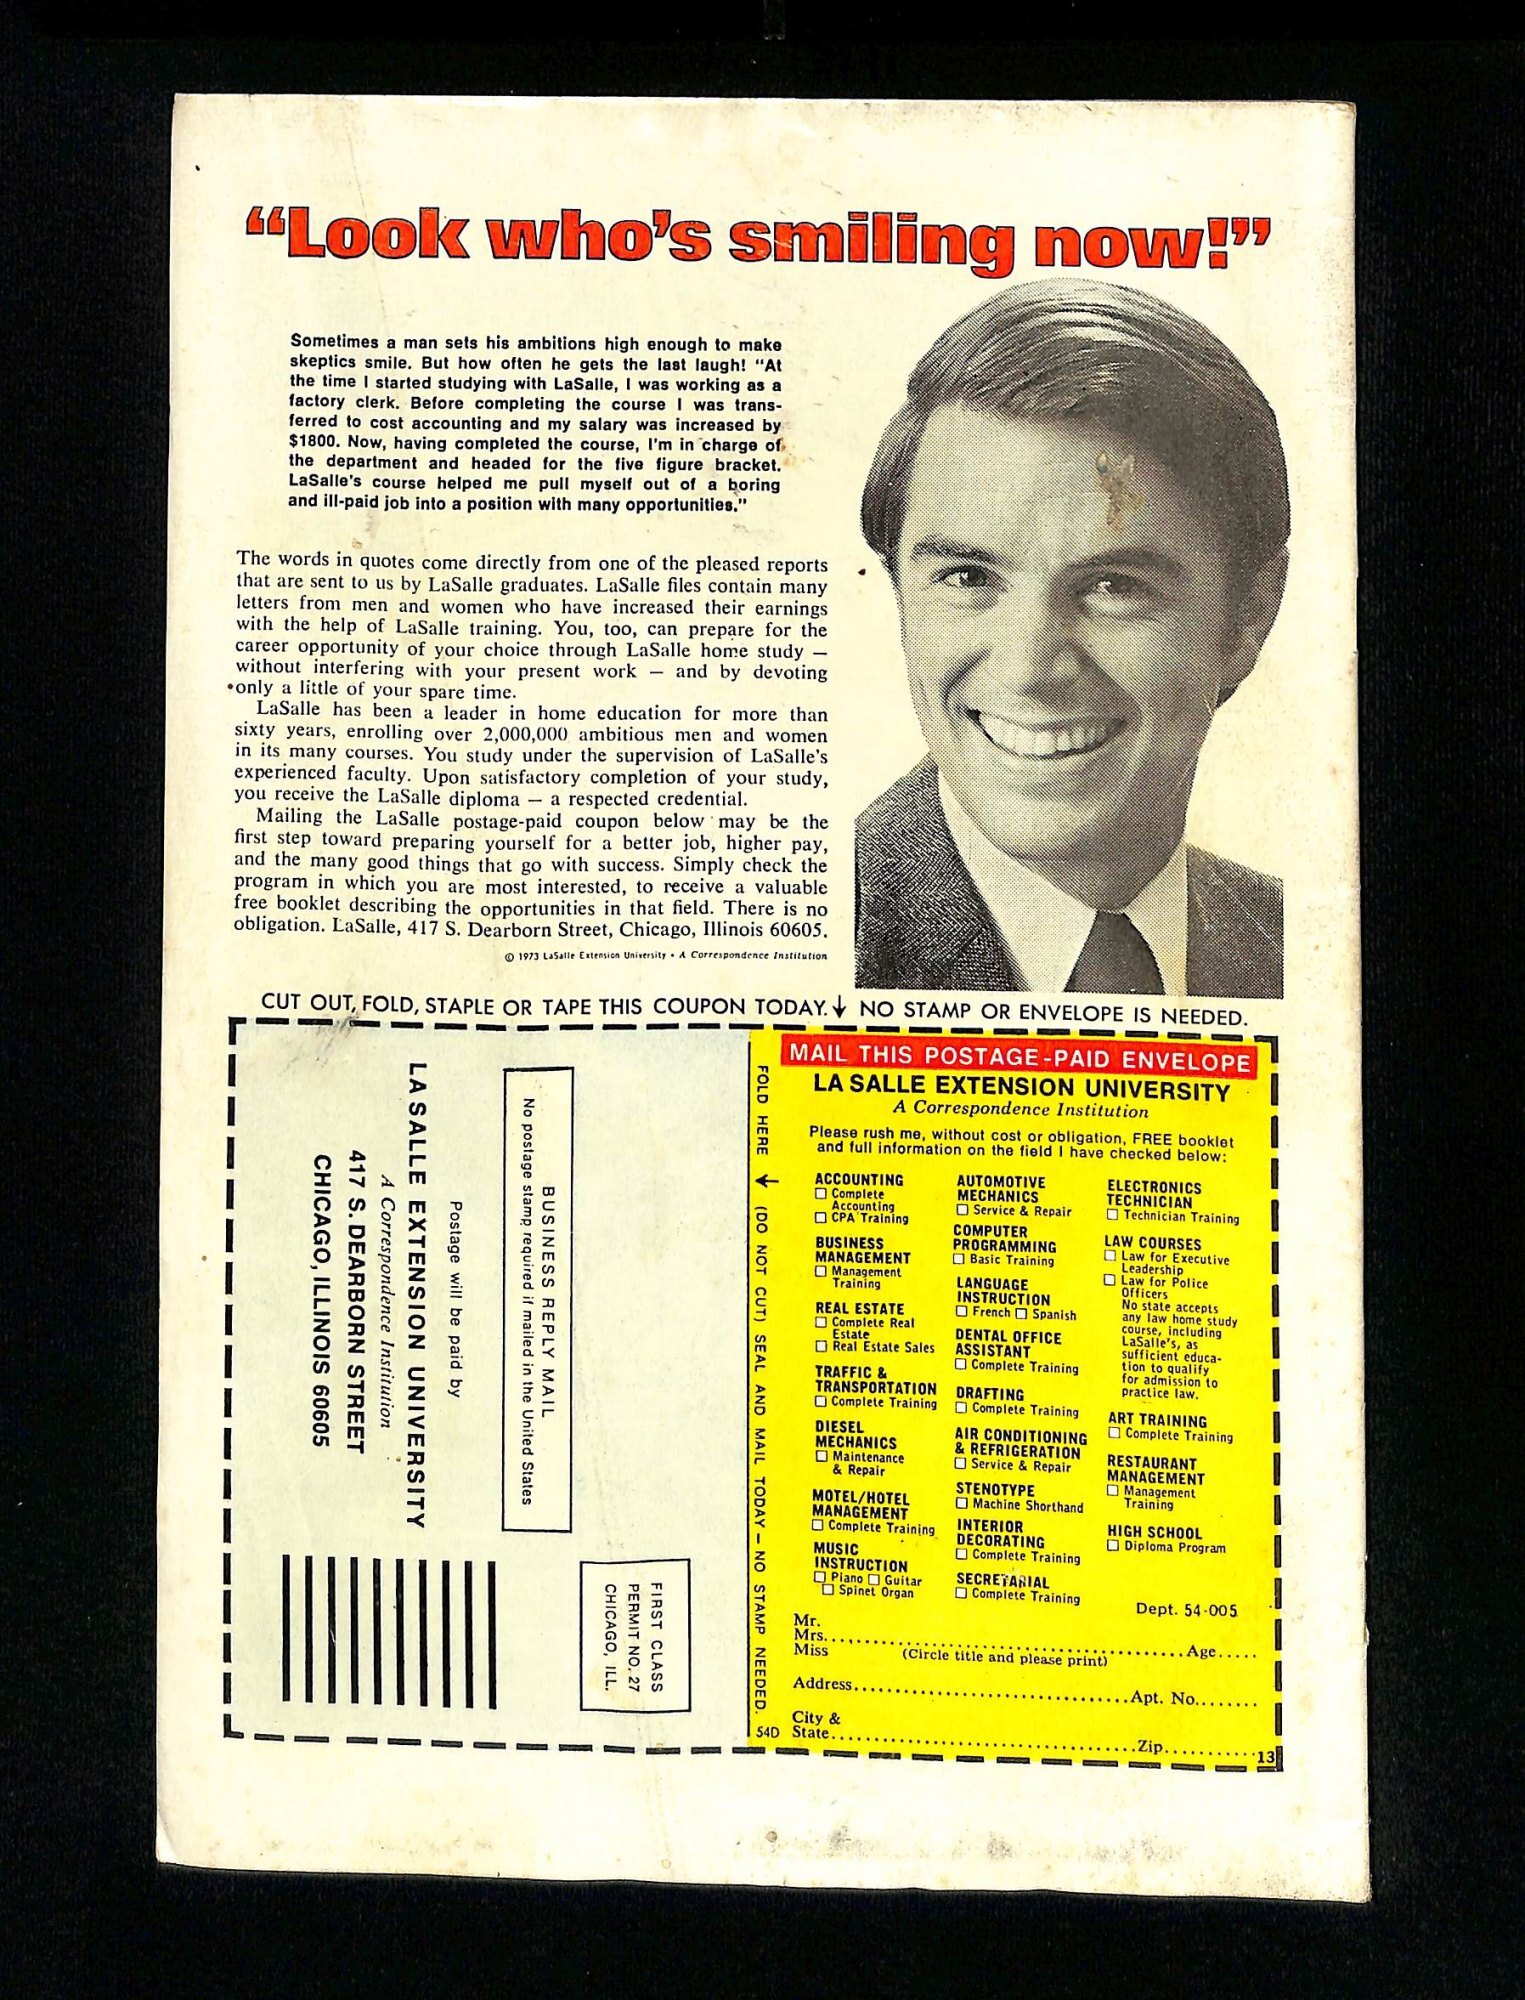 “Look who’s smiling now!”
Sometimes a man sets his ambitions high enough to make
skeptics smile. But how often he gets the last laugh! “At
the time I started studying with LaSalle, I was working as a
factory clerk. Before completing the course I was trans-
ferred to cost accounting and my salary was increased by
$1800. Now, having completed the course, I’m in charge of
the department and headed for the five figure bracket.
LaSalle’s course helped me pull myself out of a boring
and ill-paid job into a position with many opportunities.”
The words in quotes come directly from one of the pleased reports
that are sent to us by LaSalle graduates. LaSalle files contain many
letters from men and women who have increased their earnings
with the help of LaSalle training. You, too, can prepare for the
career opportunity of your choice through LaSalle home study —
without interfering with your present work — and by devoting
only a little of your spare time.
LaSalle has been a leader in home education for more than
sixty years, enrolling over 2,000,000 ambitious men and women
in its many courses. You study under the supervision of LaSalle’s
experienced faculty. Upon satisfactory completion of your study,
you receive the LaSalle diploma — a respected credential.
Mailing the LaSalle postage-paid coupon below may be the
first step toward preparing yourself for a better job, higher pay,
and the many good things that go with success. Simply check the
program in which you are most interested, to receive a valuable
free booklet describing the opportunities in that field. There is no
obligation. LaSalle, 417 S. Dearborn Street, Chicago, Illinois 60605.
© 1973 LaSalle Extension University • A Correspondence Institution
CUT OUT, FOLD, STAPLE OR TAPE THIS COUPON TODAY.↓ NO STAMP OR ENVELOPE IS NEEDED.
FIRST CLASS
PERMIT NO. 27
CHICAGO, ILL.
BUSINESS REPLY MAIL
No postage stamp required if mailed in the United States
Postage will be paid by
LA SALLE EXTENSION UNIVERSITY
A Correspondence Institution
417 S. DEARBORN STREET
CHICAGO, ILLINOIS 60605
FOLD HERE ↓ (DO NOT CUT) SEAL AND MAIL TODAY — NO STAMP NEEDED.
54D
MAIL THIS POSTAGE-PAID ENVELOPE
LA SALLE EXTENSION UNIVERSITY
A Correspondence Institution
Please rush me, without cost or obligation, FREE booklet
and full information on the field I have checked below:
ACCOUNTING
☐ Complete
Accounting
☐ CPA Training
BUSINESS
MANAGEMENT
☐ Management
Training
REAL ESTATE
☐ Complete Real
Estate
☐ Real Estate Sales
TRAFFIC &
TRANSPORTATION
☐ Complete Training
DIESEL
MECHANICS
☐ Maintenance
& Repair
MOTEL/HOTEL
MANAGEMENT
☐ Complete Training
MUSIC
INSTRUCTION
☐ Piano ☐ Guitar
☐ Spinet Organ
AUTOMOTIVE
MECHANICS
☐ Service & Repair
COMPUTER
PROGRAMMING
☐ Basic Training
LANGUAGE
INSTRUCTION
☐ French ☐ Spanish
DENTAL OFFICE
ASSISTANT
☐ Complete Training
DRAFTING
☐ Complete Training
AIR CONDITIONING
& REFRIGERATION
☐ Service & Repair
STENOTYPE
☐ Machine Shorthand
INTERIOR
DECORATING
☐ Complete Training
SECRETARIAL
☐ Complete Training
ELECTRONICS
TECHNICIAN
☐ Technician Training
LAW COURSES
☐ Law for Executive
Leadership
☐ Law for Police
Officers
No state accepts
any law home study
course, including
LaSalle’s, as
sufficient educa-
tion to qualify
for admission to
practice law.
ART TRAINING
☐ Complete Training
RESTAURANT
MANAGEMENT
☐ Management
Training
HIGH SCHOOL
☐ Diploma Program
Dept. 54-005
Mr.
Mrs. Age
Miss (Circle title and please print)
Address Apt. No.
City &
State Zip
13